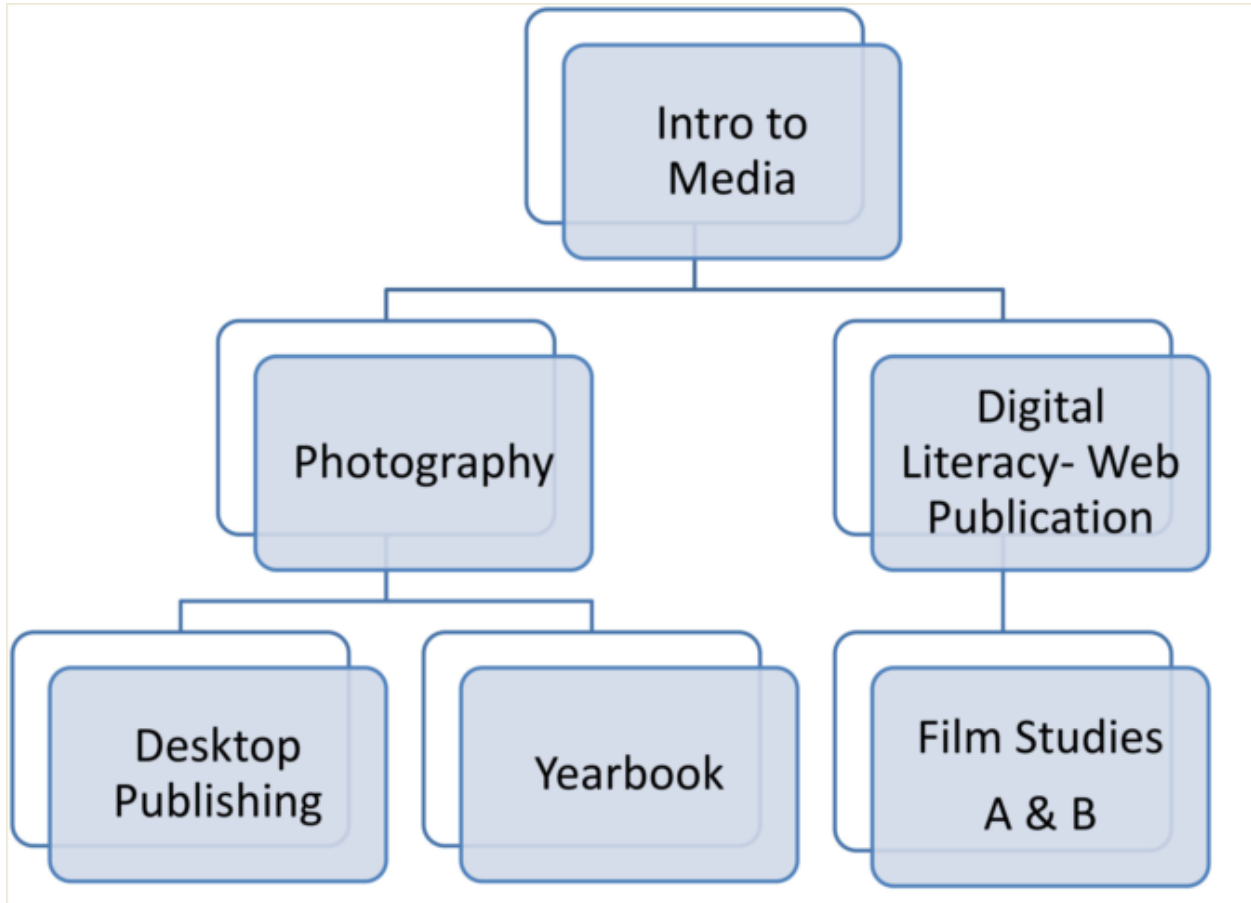 Intro to
Media
Photography
Digital
Literacy- Web
Publication
Desktop
Publishing
Yearbook
Film Studies
A & B